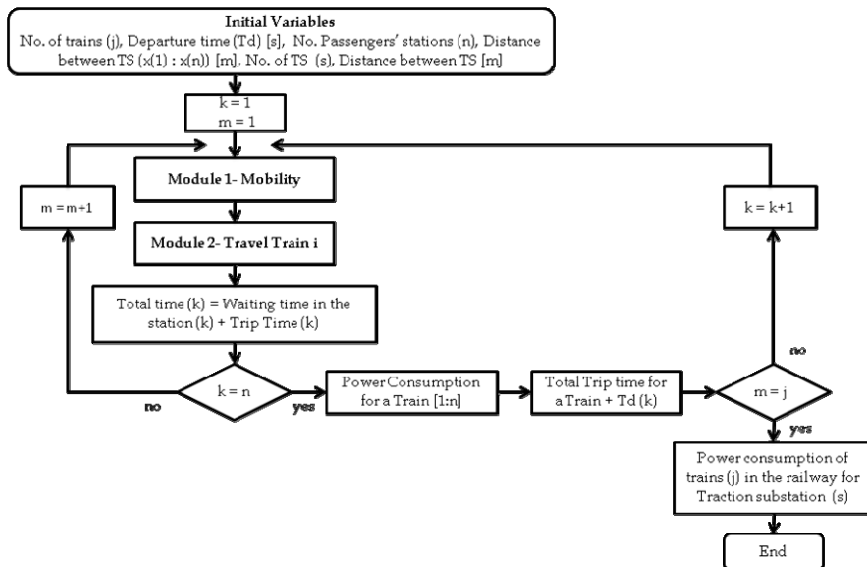 Initial Variables
No. of trains (j), Departure time (Td) [s], No. Passengers' stations (n), Distance
between TS (x(1) : x(n)) [m]. No. of TS (s), Distance between TS [m]
k = 1
m = 1
Module 1- Mobility
m = m+1
k = k+1
Module 2- Travel Train i
Total time (k) = Waiting time in the
station (k) + Trip Time (k)
no
k = n
yes
Power Consumption
for a Train [1:n]
Total Trip time for
a Train + Td (k)
no
m = j
yes
Power consumption of
trains (j) in the railway for
Traction substation (s)
End